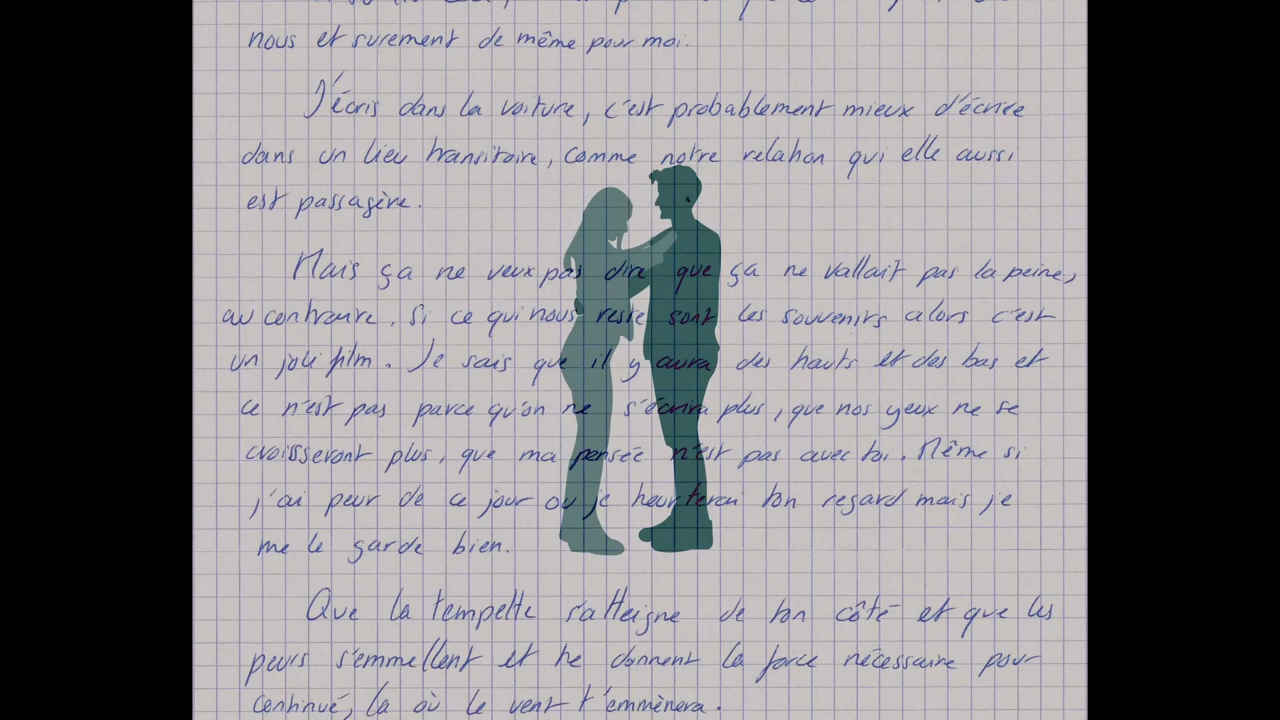 nous et surement de même pour moi.
J'écris dans la voiture, c'est probablement mieux d'écrire
dans un lieu transitoire, comme notre relation qui elle aussi
est passagère.
Mais ça ne veux pas dire que ça ne vallait pas la peine,
au contraire. Si ce qui nous reste sont les souvenirs alors c'est
un joli film. Je sais que il y aura des hauts et des bas et
ce n'est pas parce qu'on ne s'écrira plus, que nos yeux ne se
croisseront plus, que ma pensée n'est pas avec toi. Même si
j'ai peur de ce jour ou je heurterai ton regard mais je
me le garde bien.
Que la tempette s'atteigne de ton côté et que les
peurs s'emmellent et te donnent la force nécessaire pour
continué, la où le vent t'emmènera.